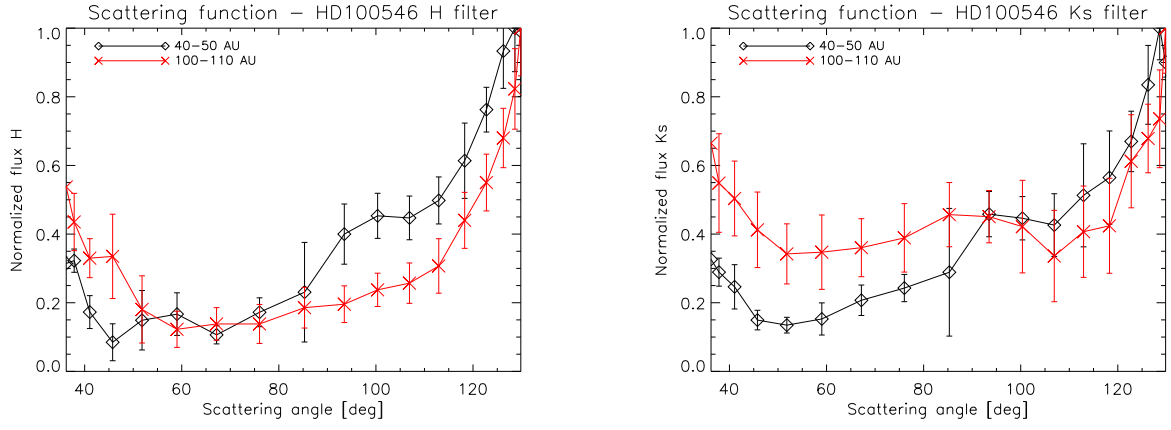 Scattering function − HD100546 H filter
1.0
0.8
0.6
0.4
0.2
0.0
Normalized flux H
40−50 AU
100−110 AU
40
60
80
100
120
Scattering angle [deg]
Scattering function − HD100546 Ks filter
1.0
0.8
0.6
0.4
0.2
0.0
Normalized flux Ks
40−50 AU
100−110 AU
40
60
80
100
120
Scattering angle [deg]